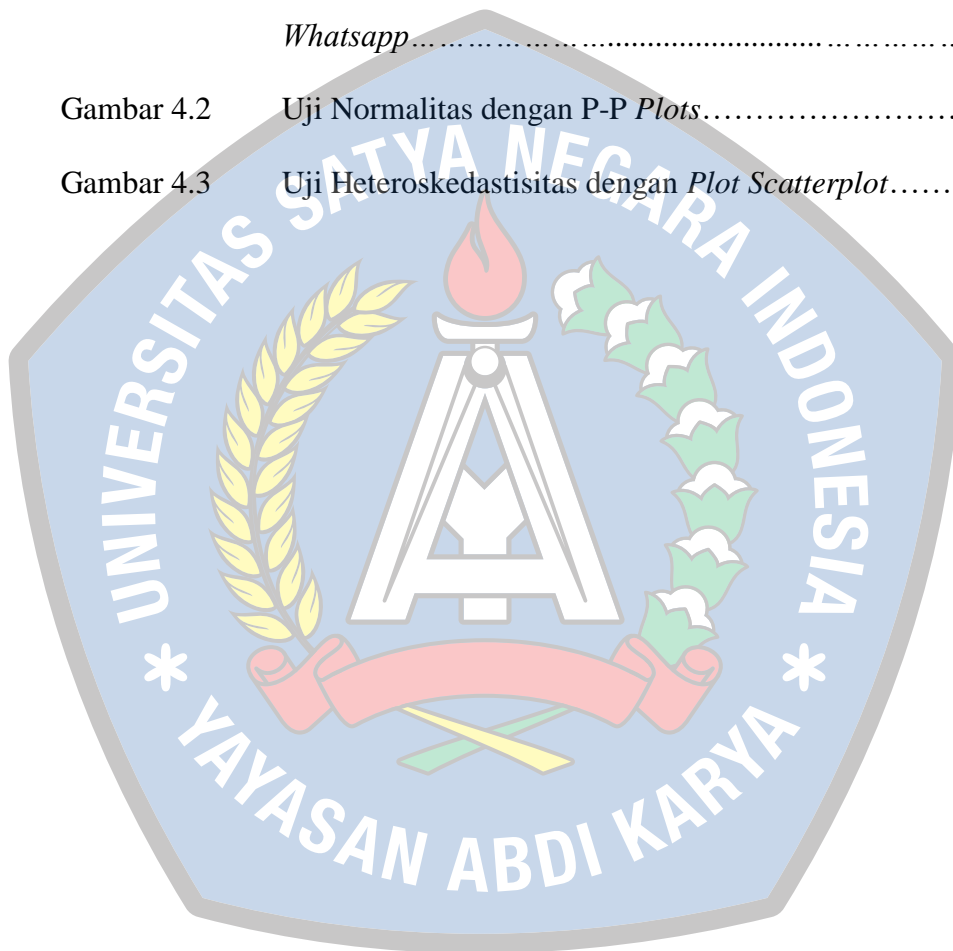 Whatsapp……………….............................……………..
Gambar 4.2 Uji Normalitas dengan P-P Plots……………………..
Gambar 4.3 Uji Heteroskedastisitas dengan Plot Scatterplot…….
UNIVERSITAS SATYA NEGARA INDONESIA
* YAYASAN ABDI KARYA *